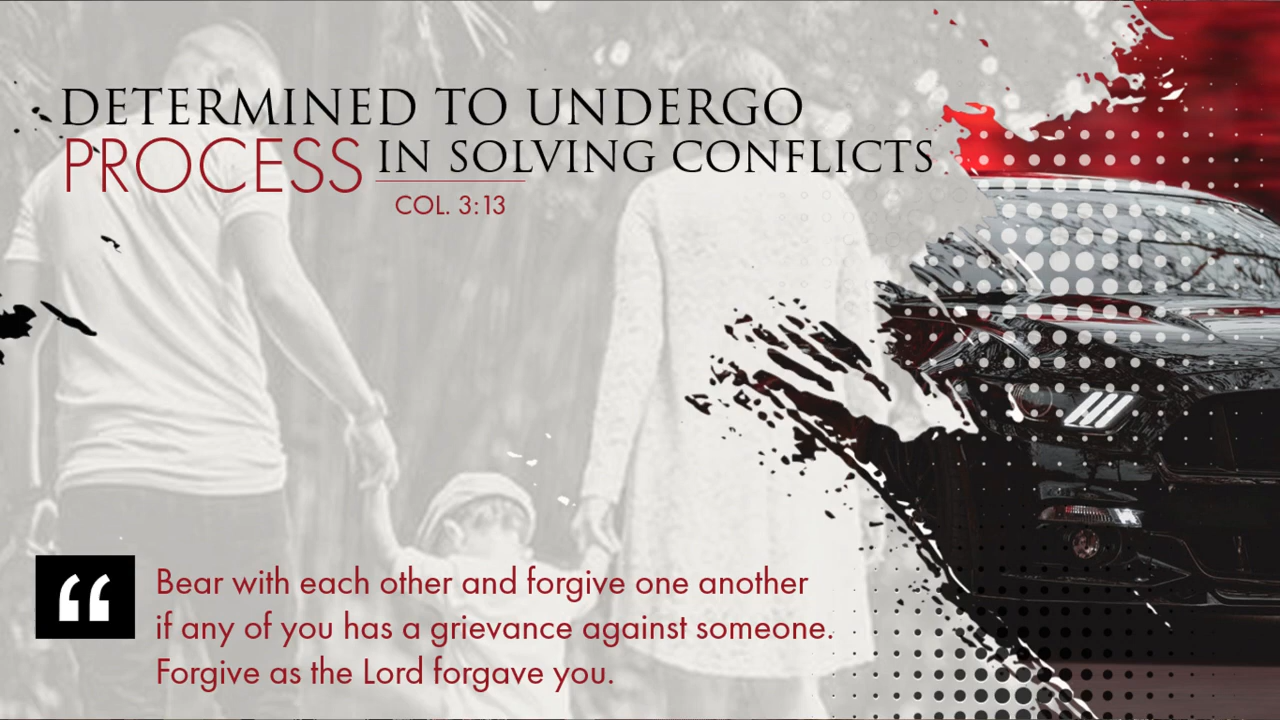 DETERMINED TO UNDERGO
PROCESS IN SOLVING CONFLICTS
COL. 3:13
“
Bear with each other and forgive one another
if any of you has a grievance against someone.
Forgive as the Lord forgave you.